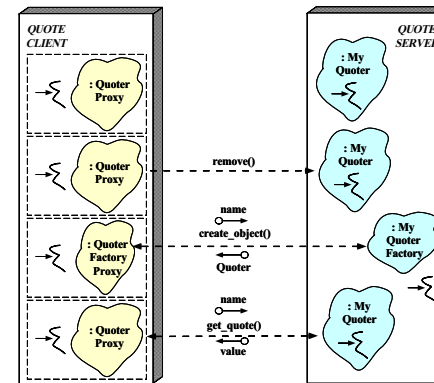 QUOTE
CLIENT
: Quoter
Proxy
: Quoter
Proxy
: Quoter
Factory
Proxy
: Quoter
Proxy
remove()
name
create_object()
Quoter
name
get_quote()
value
QUOTE
SERVER
: My
Quoter
: My
Quoter
: My
Quoter
Factory
: My
Quoter